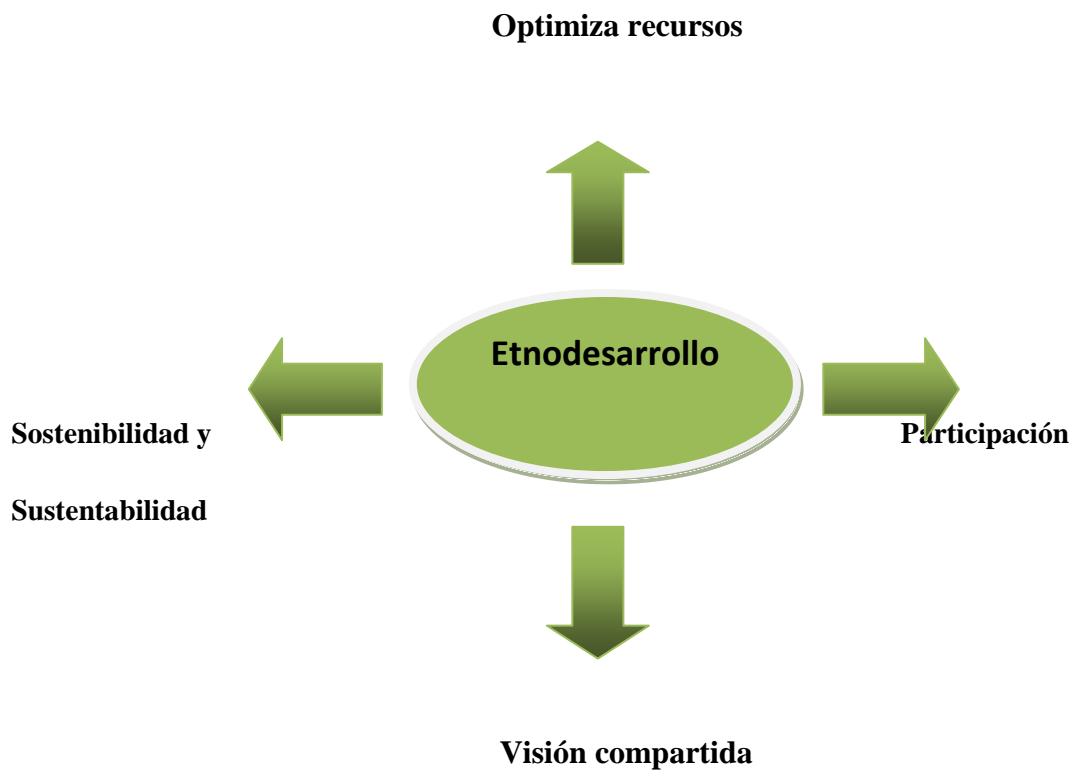 Optimiza recursos
Etnodesarrollo
Sostenibilidad y
Participación
Sustentabilidad
Visión compartida